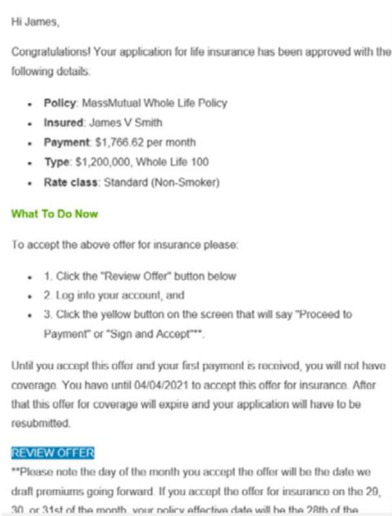 Hi James,
Congratulations! Your application for life insurance has been approved with the
following details:
• Policy: MassMutual Whole Life Policy
• Insured: James V Smith
• Payment: $1,766.62 per month
• Type: $1,200,000, Whole Life 100
• Rate class: Standard (Non-Smoker)
What To Do Now
To accept the above offer for insurance please:
• 1. Click the "Review Offer" button below
• 2. Log into your account, and
• 3. Click the yellow button on the screen that will say "Proceed to
Payment" or "Sign and Accept"**.
Until you accept this offer and your first payment is received, you will not have
coverage. You have until 04/04/2021 to accept this offer for insurance. After
that this offer for coverage will expire and your application will have to be
resubmitted.
REVIEW OFFER
**Please note the day of the month you accept the offer will be the date we
draft premiums going forward. If you accept the offer for insurance on the 29,
30, or 31st of the month, your policy effective date will be the 28th of the